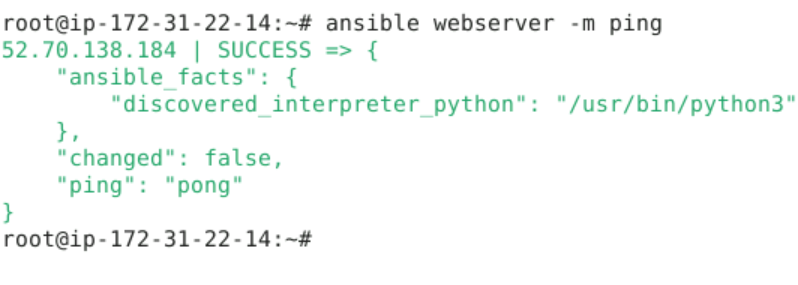 root@ip-172-31-22-14:~# ansible webserver -m ping
52.70.138.184 | SUCCESS => {
    "ansible_facts": {
        "discovered_interpreter_python": "/usr/bin/python3"
    },
    "changed": false,
    "ping": "pong"
}
root@ip-172-31-22-14:~#